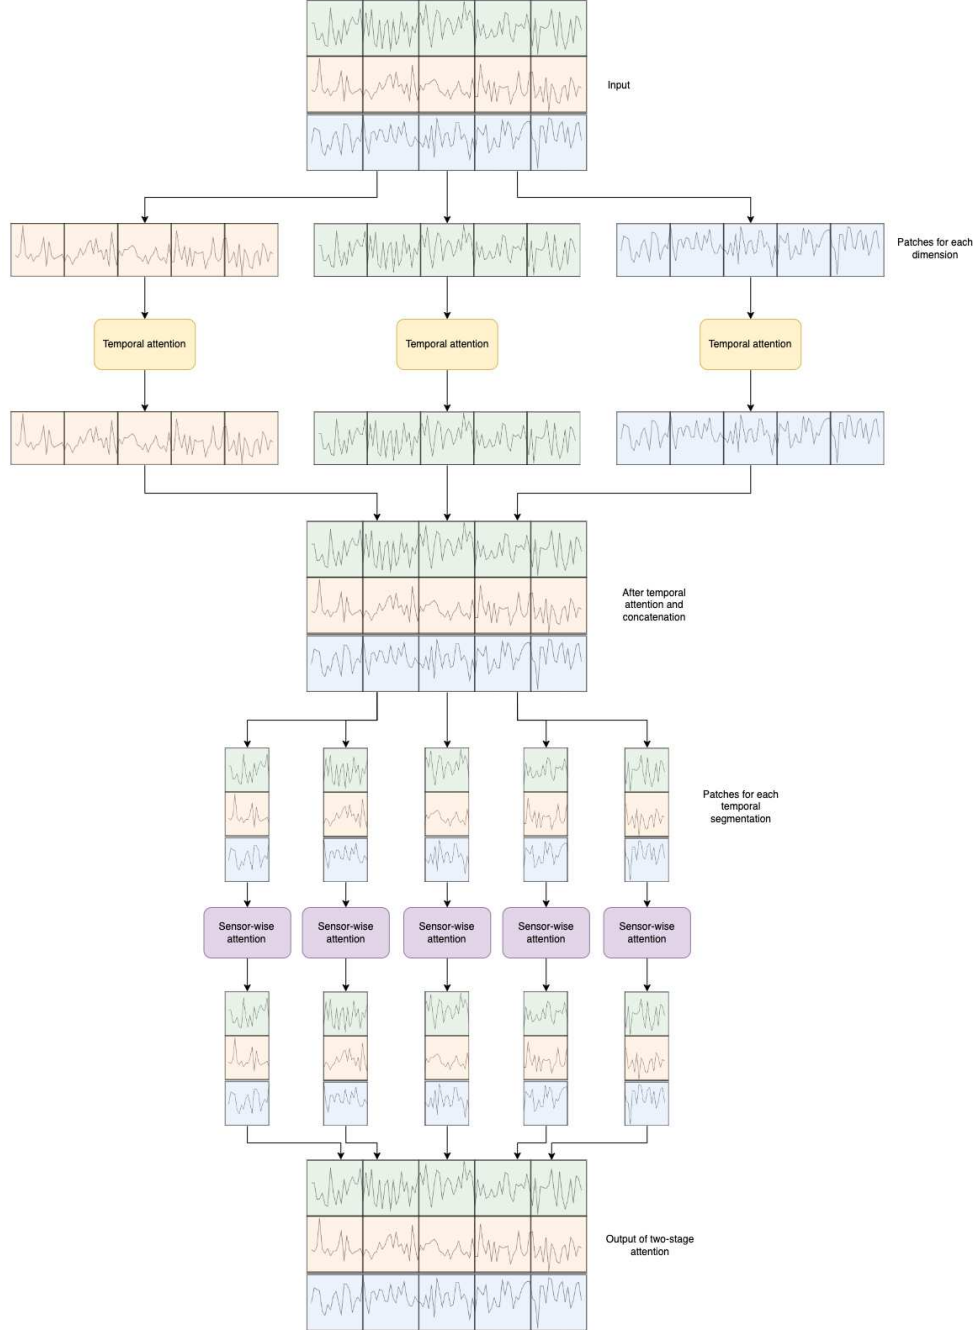 Input
Patches for each
dimension
Temporal attention
Temporal attention
Temporal attention
After temporal
attention and
concatenation
Patches for each
temporal
segmentation
Sensor-wise
attention
Sensor-wise
attention
Sensor-wise
attention
Sensor-wise
attention
Sensor-wise
attention
Output of two-stage
attention